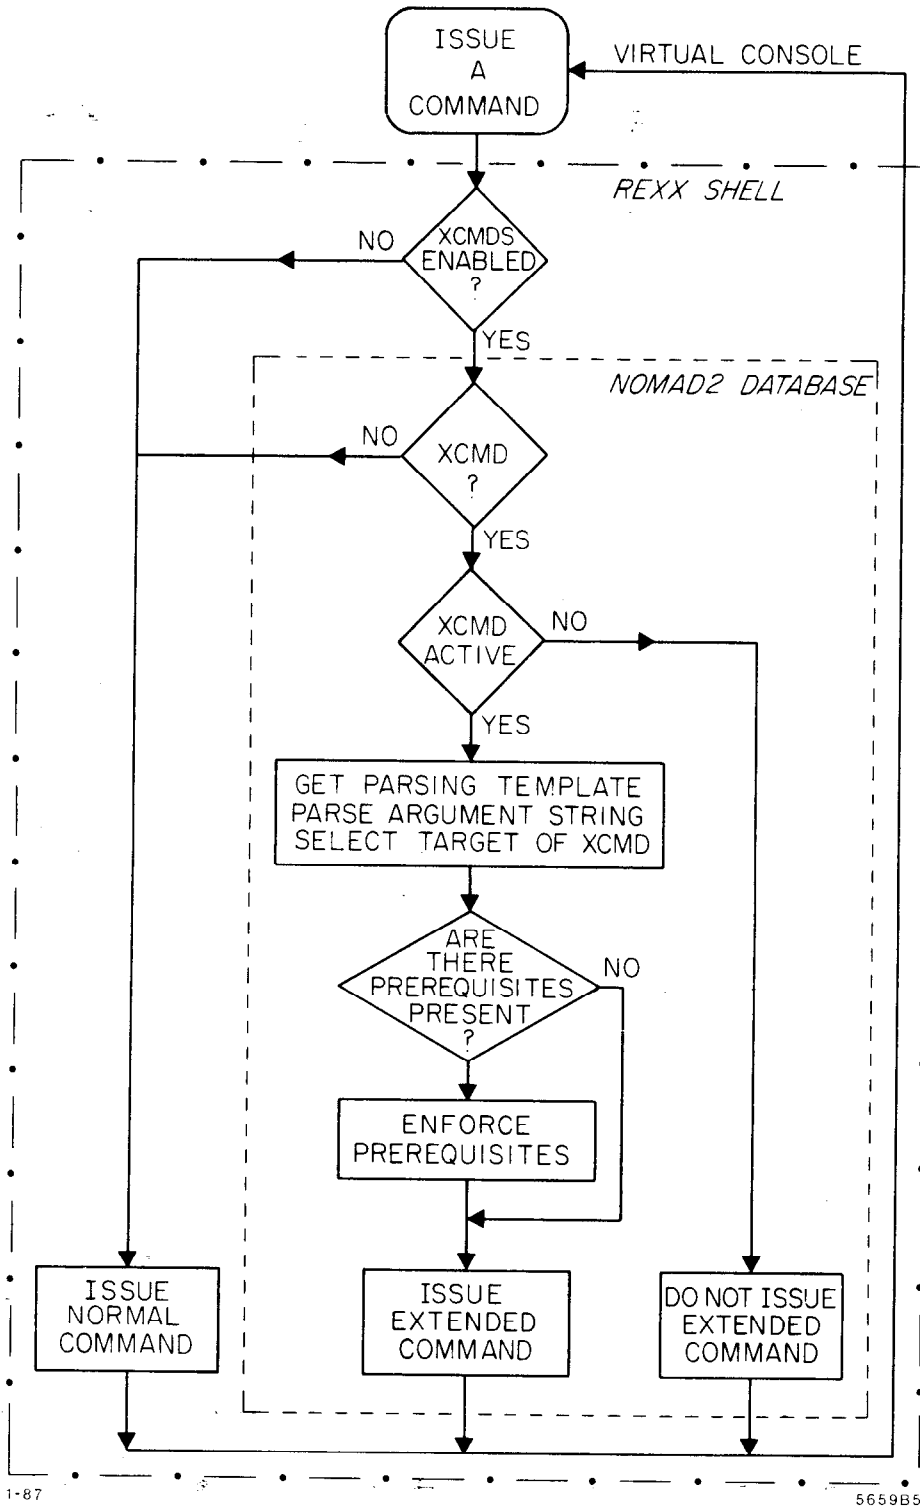 ISSUE
A
COMMAND
VIRTUAL CONSOLE
REXX SHELL
XCMDS
ENABLED
?
NO
YES
NOMAD2 DATABASE
XCMD
?
NO
YES
XCMD
ACTIVE
NO
YES
GET PARSING TEMPLATE
PARSE ARGUMENT STRING
SELECT TARGET OF XCMD
ARE
THERE
PREREQUISITES
PRESENT
?
NO
ENFORCE
PREREQUISITES
ISSUE
NORMAL
COMMAND
ISSUE
EXTENDED
COMMAND
DO NOT ISSUE
EXTENDED
COMMAND
1-87
5659B5